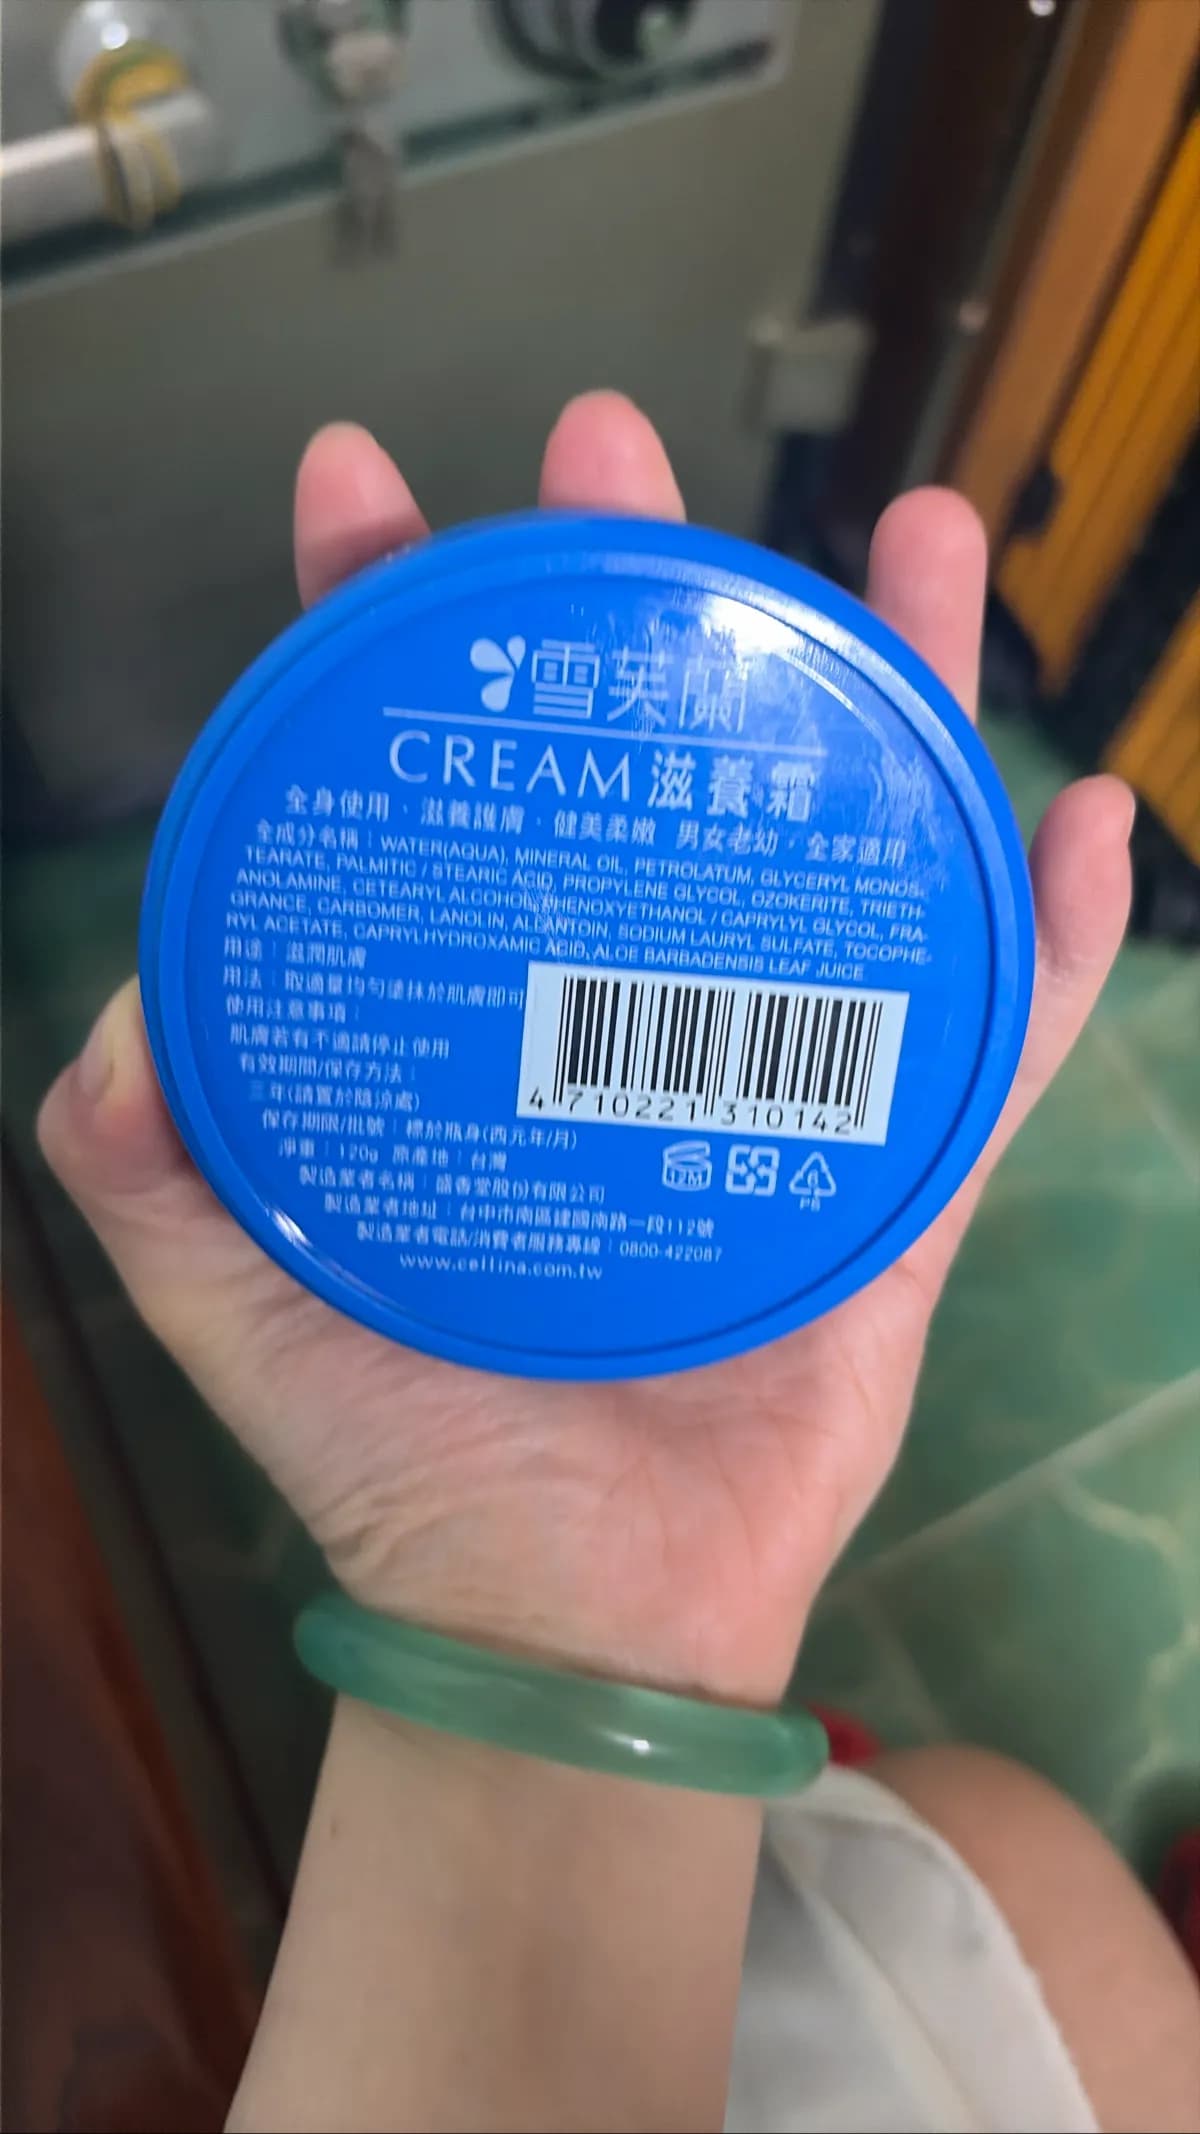 雪芙蘭
CREAM 滋養霜
全身使用、滋養護膚、健美柔嫩 男女老幼，全家適用
全成分名稱：WATER(AQUA), MINERAL OIL, PETROLATUM, GLYCERYL MONOS-
TEARATE, PALMITIC / STEARIC ACID, PROPYLENE GLYCOL, OZOKERITE, TRIETH-
ANOLAMINE, CETEARYL ALCOHOL, PHENOXYETHANOL / CAPRYLYL GLYCOL, FRA-
GRANCE, CARBOMER, LANOLIN, ALLANTOIN, SODIUM LAURYL SULFATE, TOCOPHE-
RYL ACETATE, CAPRYLHYDROXAMIC ACID, ALOE BARBADENSIS LEAF JUICE
用途：滋潤肌膚
用法：取適量均勻塗抹於肌膚即可
使用注意事項：
肌膚若有不適請停止使用
有效期間/保存方法：
三年(請置於陰涼處)
保存期限/批號：標於瓶身(西元年/月)
淨重：120g 原產地：台灣
製造業者名稱：盛香堂股份有限公司
製造業者地址：台中市南區建國南路一段112號
製造業者電話/消費者服務專線：0800-422087
www.cellina.com.tw
4 710221 310142
12M
6
PS